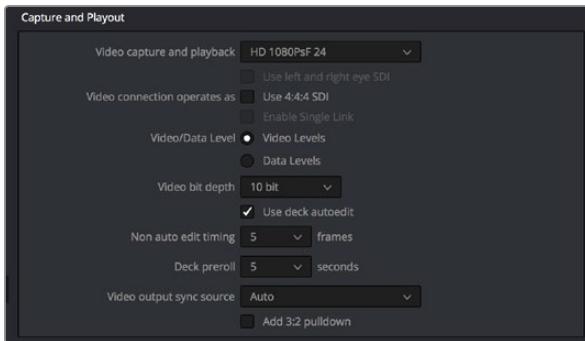 Capture and Playout
Video capture and playback HD 1080PsF 24
Use left and right eye SDI
Video connection operates as Use 4:4:4 SDI
Enable Single Link
Video/Data Level Video Levels
Data Levels
Video bit depth 10 bit
Use deck autoedit
Non auto edit timing 5 frames
Deck preroll 5 seconds
Video output sync source Auto
Add 3:2 pulldown